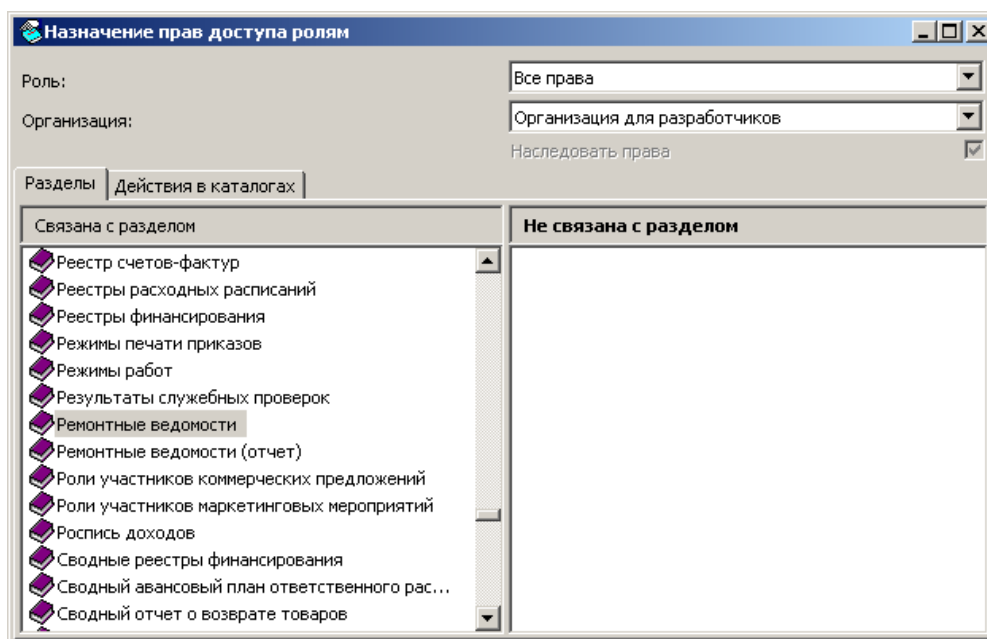 Назначение прав доступа ролям
Роль:
Все права
Организация:
Организация для разработчиков
Наследовать права
Разделы
Действия в каталогах
Связана с разделом
Не связана с разделом
Реестр счетов-фактур
Реестры расходных расписаний
Реестры финансирования
Режимы печати приказов
Режимы работ
Результаты служебных проверок
Ремонтные ведомости
Ремонтные ведомости (отчет)
Роли участников коммерческих предложений
Роли участников маркетинговых мероприятий
Роспись доходов
Сводные реестры финансирования
Сводный авансовый план ответственного рас...
Сводный отчет о возврате товаров